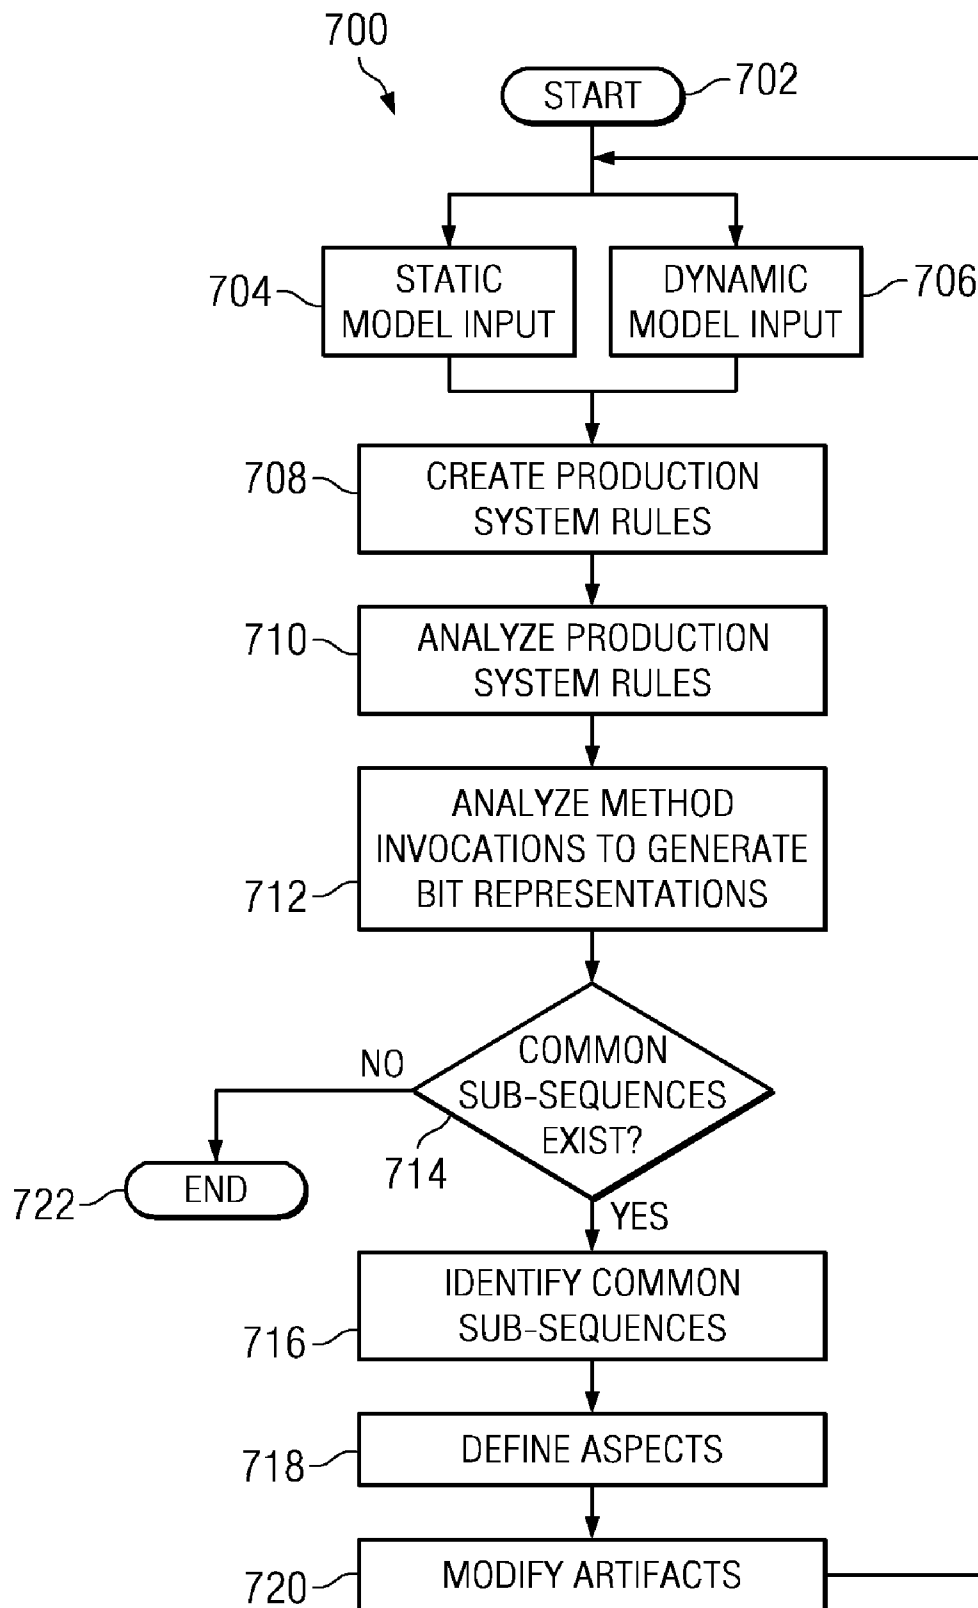 700
START
702
STATIC
MODEL INPUT
704
DYNAMIC
MODEL INPUT
706
CREATE PRODUCTION
SYSTEM RULES
708
ANALYZE PRODUCTION
SYSTEM RULES
710
ANALYZE METHOD
INVOCATIONS TO GENERATE
BIT REPRESENTATIONS
712
COMMON
SUB-SEQUENCES
EXIST?
714
NO
END
722
YES
IDENTIFY COMMON
SUB-SEQUENCES
716
DEFINE ASPECTS
718
MODIFY ARTIFACTS
720